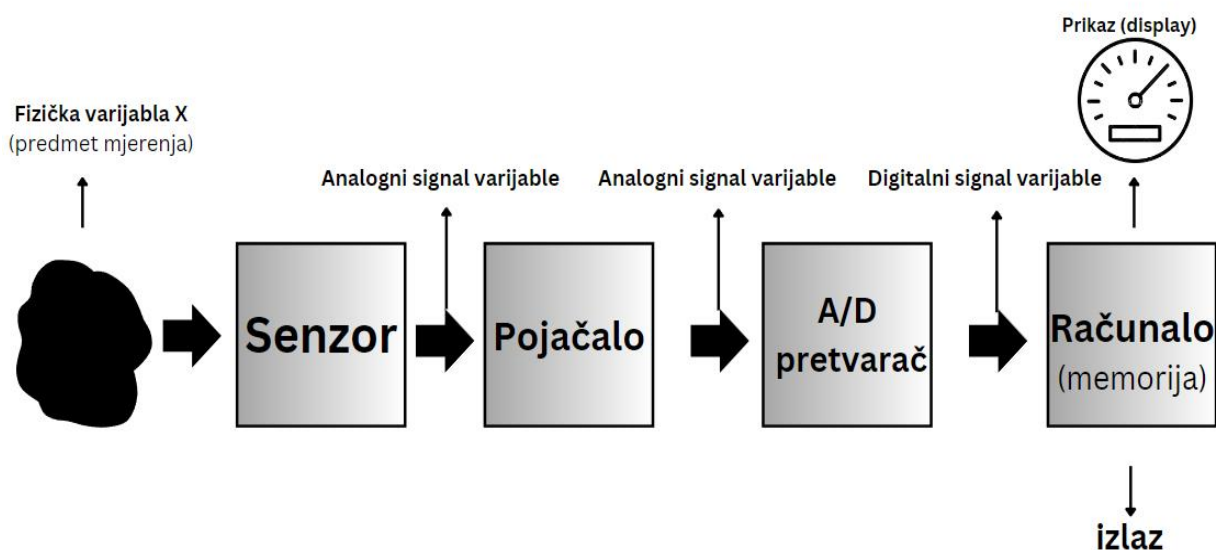 Prikaz (display)
Fizička varijabla X
(predmet mjerenja)
Analogni signal varijable
Analogni signal varijable
Digitalni signal varijable
Senzor
Pojačalo
A/D
pretvarač
Računalo
(memorija)
izlaz